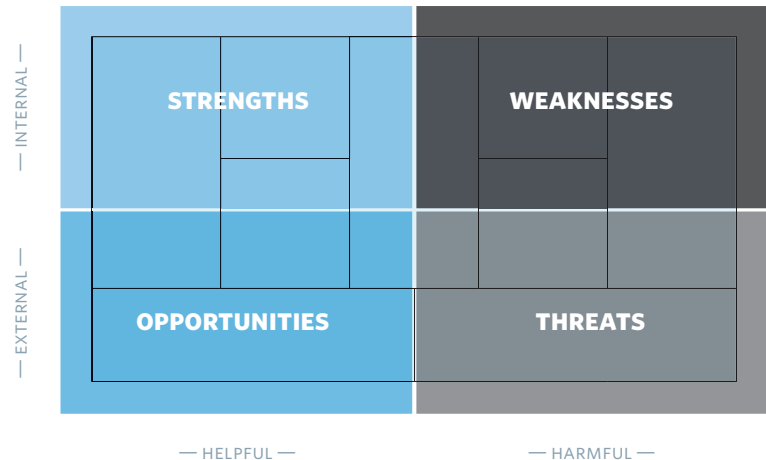 — INTERNAL —
STRENGTHS
WEAKNESSES
— EXTERNAL —
OPPORTUNITIES
THREATS
— HELPFUL —
— HARMFUL —